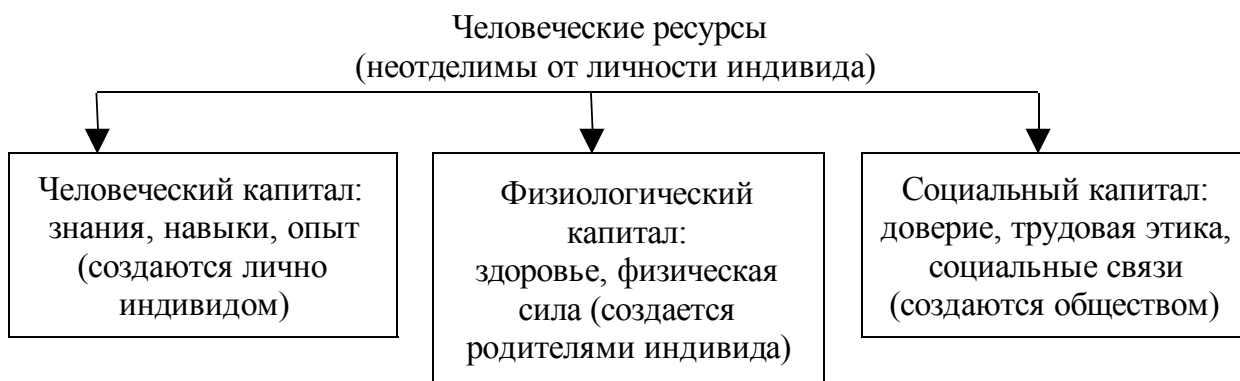 Человеческие ресурсы
(неотделимы от личности индивида)
Человеческий капитал:
знания, навыки, опыт
(создаются лично
индивидом)
Физиологический
капитал:
здоровье, физическая
сила (создается
родителями индивида)
Социальный капитал:
доверие, трудовая этика,
социальные связи
(создаются обществом)